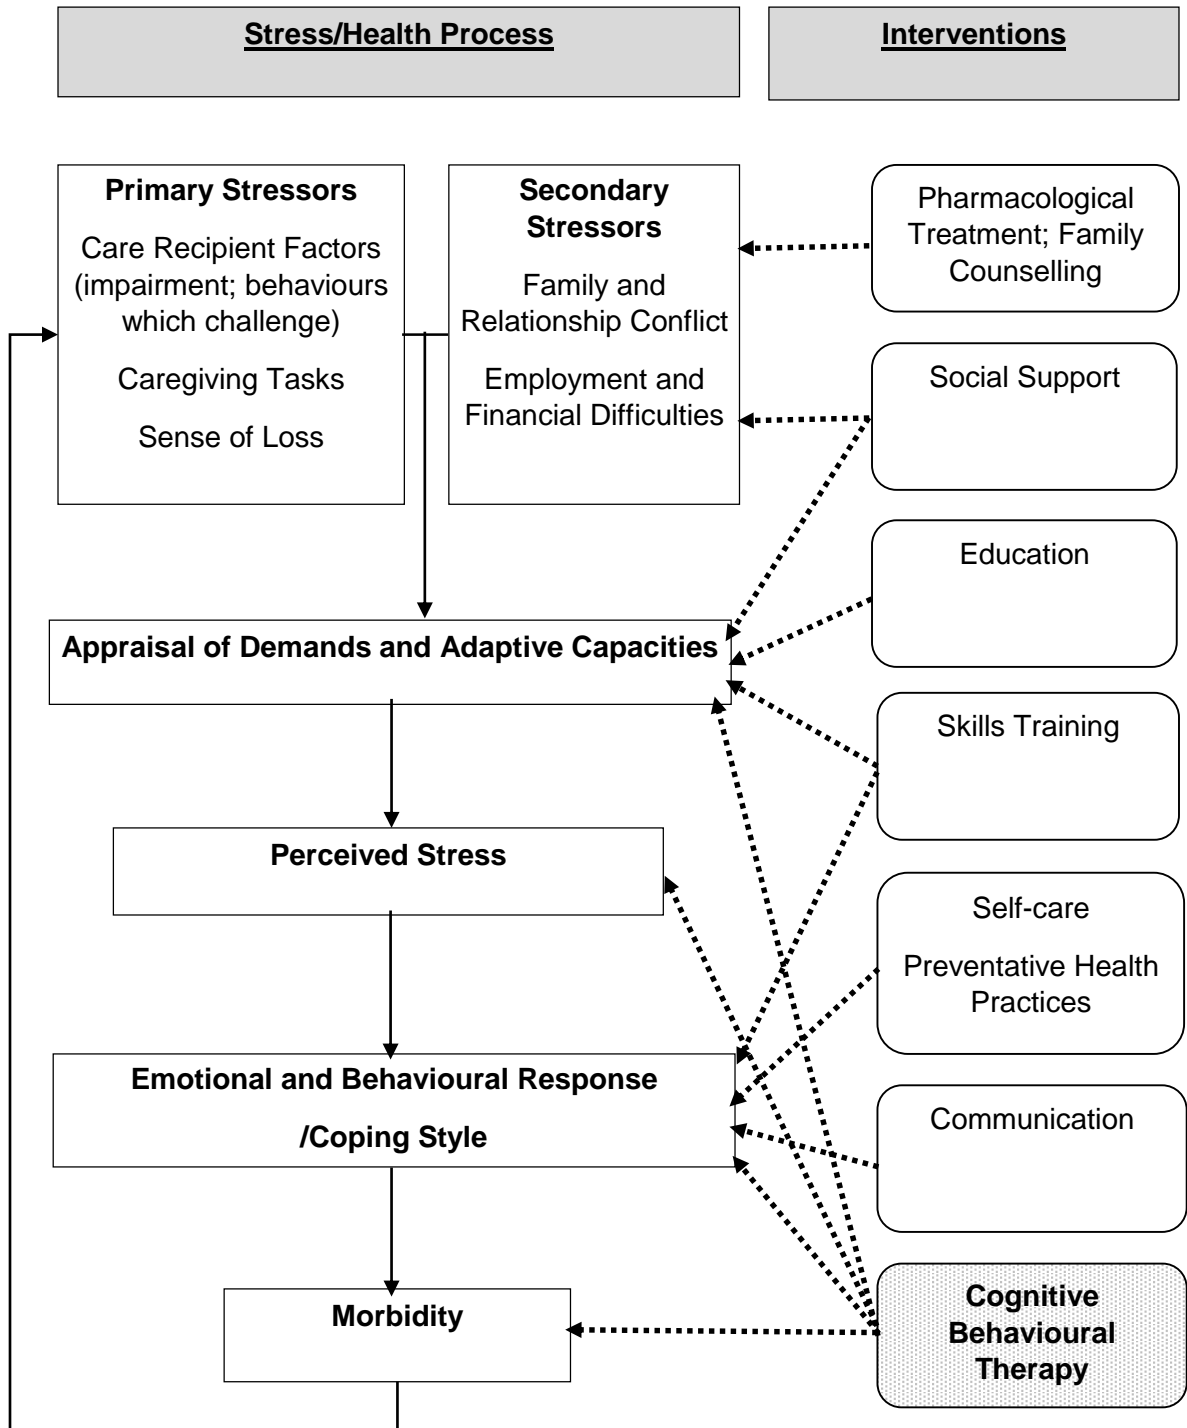 Stress/Health Process
Interventions
Primary Stressors
Care Recipient Factors
(impairment; behaviours
which challenge)
Caregiving Tasks
Sense of Loss
Secondary
Stressors
Family and
Relationship Conflict
Employment and
Financial Difficulties
Pharmacological
Treatment; Family
Counselling
Social Support
Education
Appraisal of Demands and Adaptive Capacities
Skills Training
Perceived Stress
Self-care
Preventative Health
Practices
Emotional and Behavioural Response
/Coping Style
Communication
Morbidity
Cognitive
Behavioural
Therapy